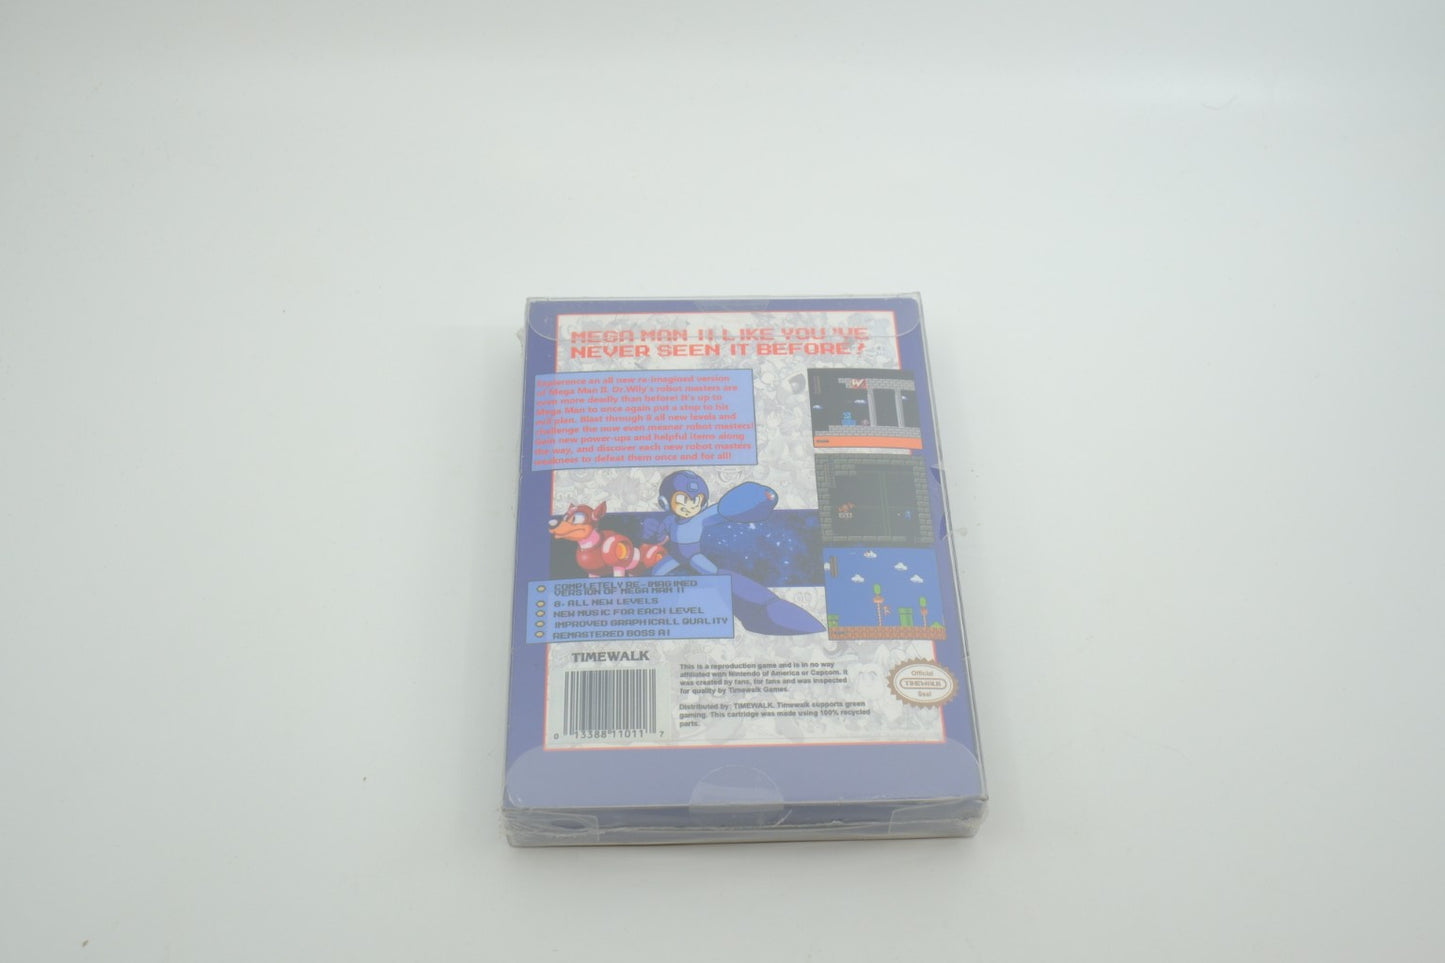 MEGA MAN II LIKE YOU'VE
NEVER SEEN IT BEFORE!
Experience an all new re-imagined version
of Mega Man II. Dr.Wily's robot masters are
even more deadly than before! It's up to
Mega Man to once again put a stop to his
evil plan. Blast through 8 all new levels and
challenge the now even meaner robot masters!
Gain new power-ups and helpful items along
the way, and discover each new robot masters
weakness to defeat them once and for all!
COMPLETELY RE-IMAGINED
VERSION OF MEGA MAN II
8, ALL NEW LEVELS
NEW MUSIC FOR EACH LEVEL
IMPROVED GRAPHICALL QUALITY
REMASTERED BOSS AI
TIMEWALK
0 13388 11011 7
This is a reproduction game and is in no way
affiliated with Nintendo of America or Capcom. It
was created by fans, for fans and was inspected
for quality by Timewalk Games.
Distributed by: TIMEWALK. Timewalk supports green
gaming. This cartridge was made using 100% recycled
parts.
Official
TIMEWALK
Seal